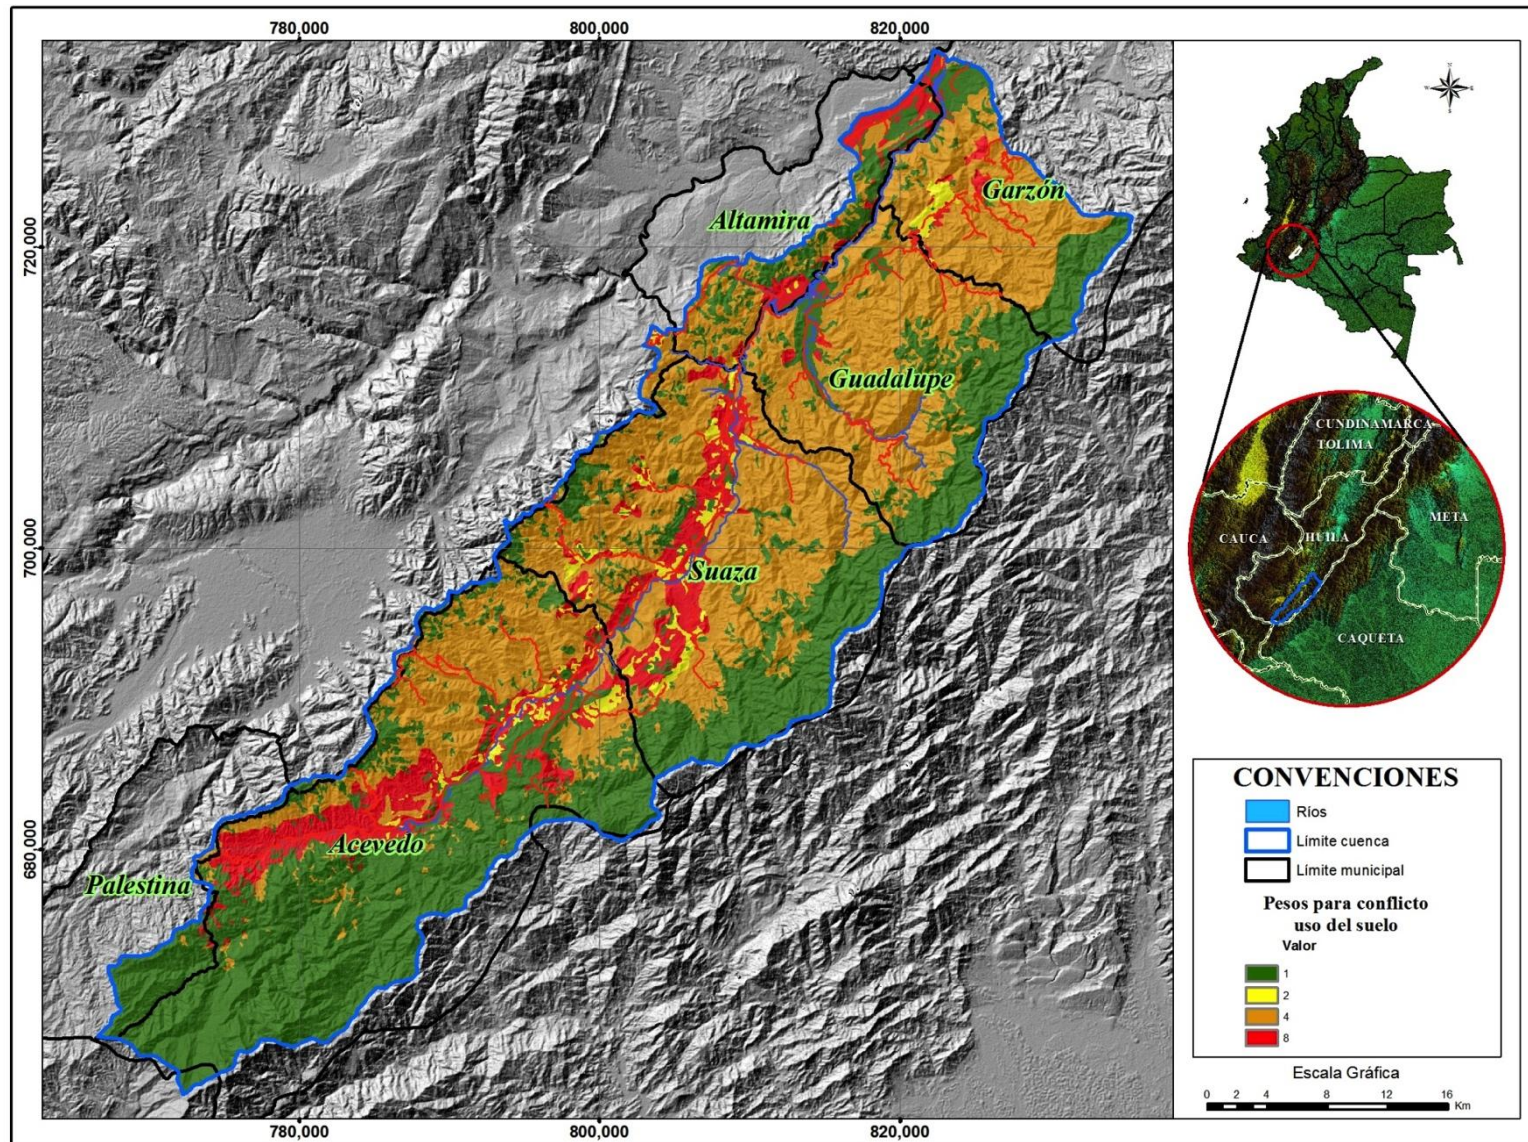 780,000
800,000
820,000
720,000
700,000
680,000
Garzón
Altamira
Guadalupe
Suaza
Acevedo
Palestina
780,000
800,000
820,000
N
W
E
S
CUNDINAMARCA
TOLIMA
META
CAUCA
HUILA
CAQUETA
CONVENCIONES
Ríos
Límite cuenca
Límite municipal
Pesos para conflicto
uso del suelo
Valor
1
2
4
8
Escala Gráfica
0 2 4 8 12 16
Km